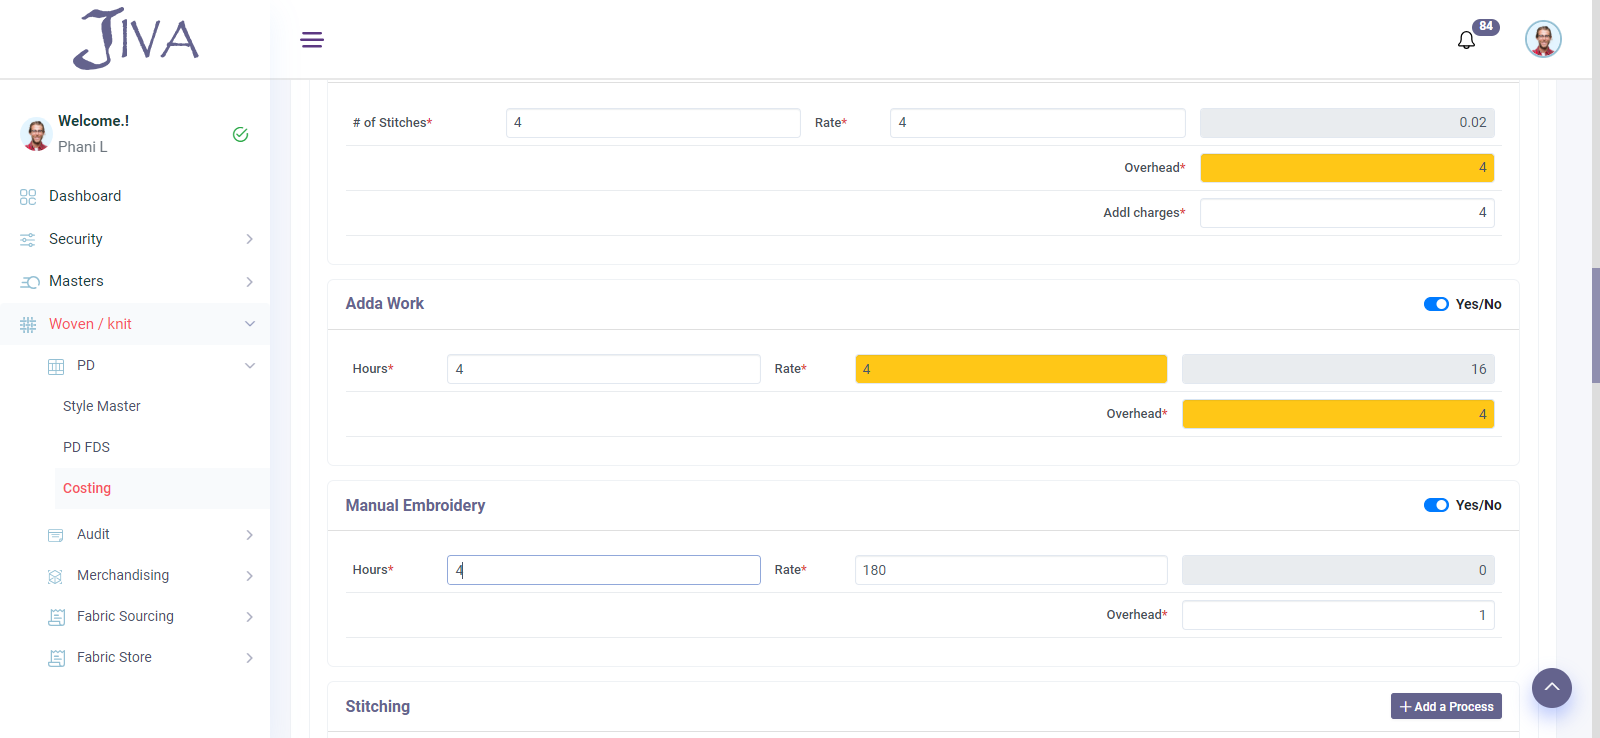 JIVA
84
Welcome.!
Phani L
Dashboard
Security
Masters
Woven / knit
PD
Style Master
PD FDS
Costing
Audit
Merchandising
Fabric Sourcing
Fabric Store
# of Stitches* 4 Rate* 4 0.02
Overhead* 4
Addl charges* 4
Adda Work Yes/No
Hours* 4 Rate* 4 16
Overhead* 4
Manual Embroidery Yes/No
Hours* 4 Rate* 180 0
Overhead* 1
Stitching + Add a Process